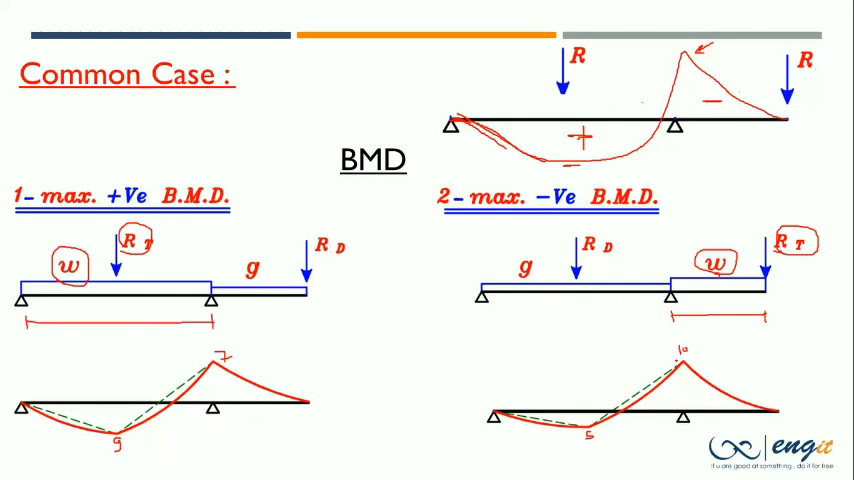 Common Case :
R
R
+
−
BMD
1- max. +Ve B.M.D.
2- max. -Ve B.M.D.
w
R T
g
R D
g
R D
w
R T
7
9
10
5
engit
if u are good at something , do it for free